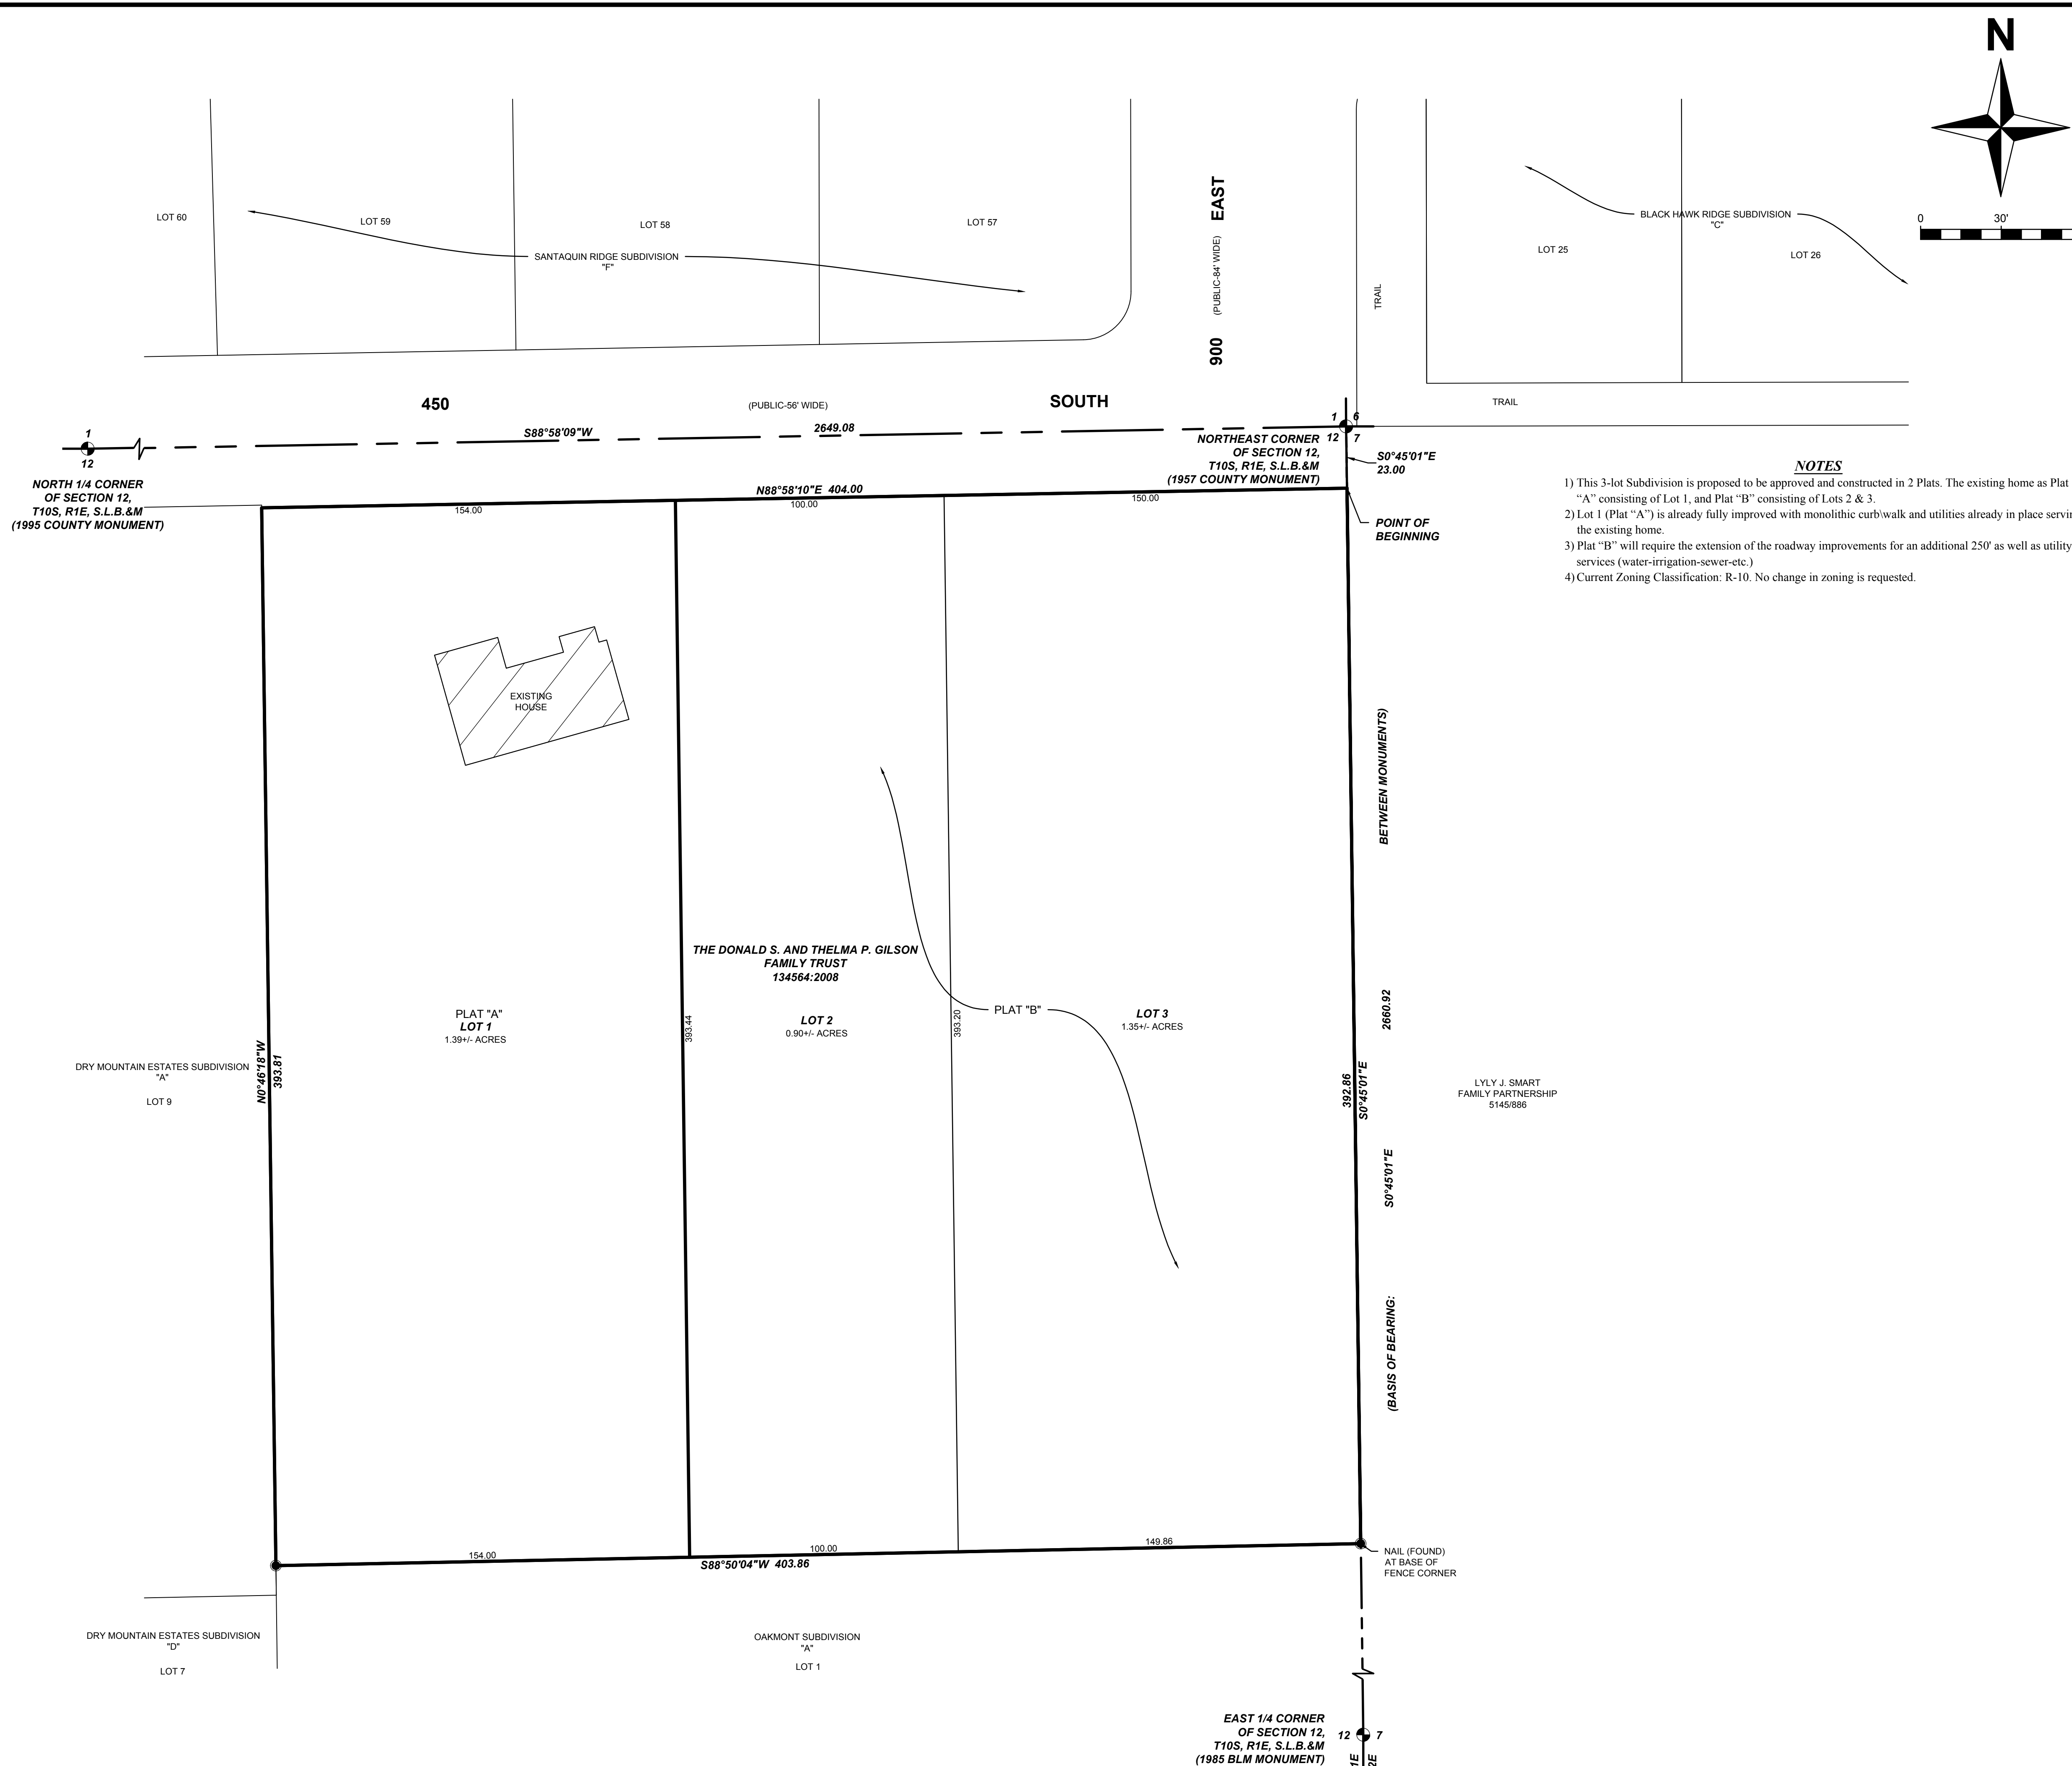 N
0
30'
LOT 60
LOT 59
LOT 58
LOT 57
SANTAQUIN RIDGE SUBDIVISION
"F"
900 (PUBLIC-84' WIDE) EAST
TRAIL
BLACK HAWK RIDGE SUBDIVISION
"C"
LOT 25
LOT 26
TRAIL
450 (PUBLIC-56' WIDE) SOUTH
1
12
S88°58'09"W 2649.08
NORTH 1/4 CORNER
OF SECTION 12,
T10S, R1E, S.L.B.&M
(1995 COUNTY MONUMENT)
1 6
12 7
NORTHEAST CORNER
OF SECTION 12,
T10S, R1E, S.L.B.&M
(1957 COUNTY MONUMENT)
S0°45'01"E
23.00
POINT OF
BEGINNING
N88°58'10"E 404.00
154.00
100.00
150.00
NOTES
1) This 3-lot Subdivision is proposed to be approved and constructed in 2 Plats. The existing home as Plat
“A” consisting of Lot 1, and Plat “B” consisting of Lots 2 & 3.
2) Lot 1 (Plat “A”) is already fully improved with monolithic curb\walk and utilities already in place servin
the existing home.
3) Plat “B” will require the extension of the roadway improvements for an additional 250' as well as utility
services (water-irrigation-sewer-etc.)
4) Current Zoning Classification: R-10. No change in zoning is requested.
EXISTING
HOUSE
THE DONALD S. AND THELMA P. GILSON
FAMILY TRUST
134564:2008
PLAT "A"
LOT 1
1.39+/- ACRES
393.44
LOT 2
0.90+/- ACRES
393.20
PLAT "B"
LOT 3
1.35+/- ACRES
N0°46'18"W
393.81
DRY MOUNTAIN ESTATES SUBDIVISION
"A"
LOT 9
392.86
S0°45'01"E
(BASIS OF BEARING: S0°45'01"E 2660.92 BETWEEN MONUMENTS)
LYLY J. SMART
FAMILY PARTNERSHIP
5145/886
154.00
100.00
149.86
S88°50'04"W 403.86
NAIL (FOUND)
AT BASE OF
FENCE CORNER
DRY MOUNTAIN ESTATES SUBDIVISION
"D"
LOT 7
OAKMONT SUBDIVISION
"A"
LOT 1
EAST 1/4 CORNER
OF SECTION 12,
T10S, R1E, S.L.B.&M
(1985 BLM MONUMENT)
12 7
1E
2E